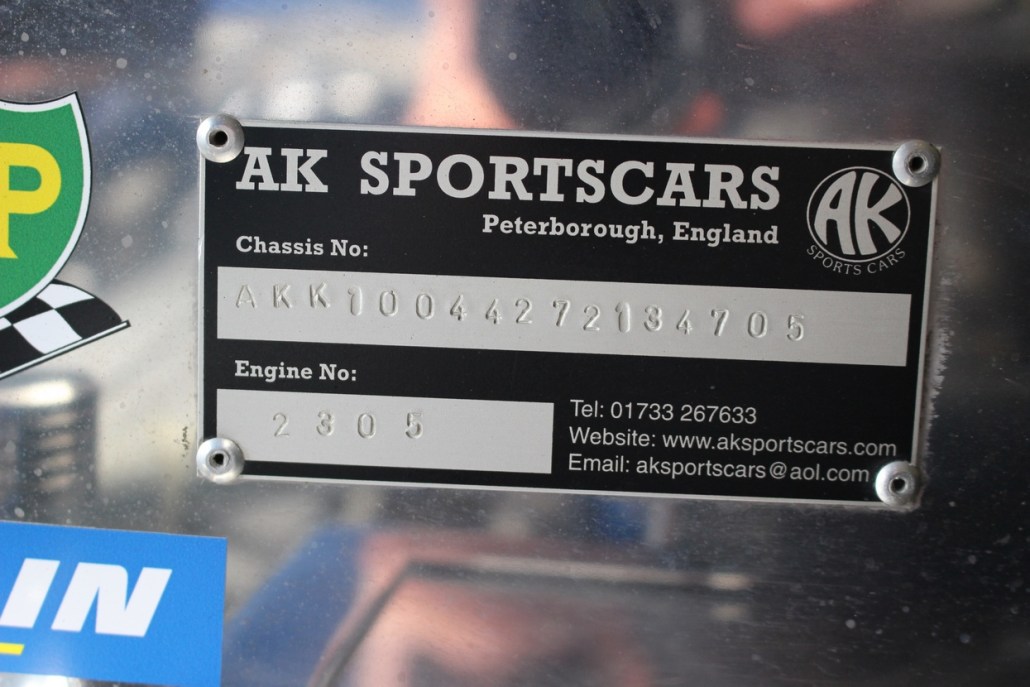 AK SPORTSCARS
Peterborough, England
AK
SPORTS CARS
Chassis No:
AKK10044272134705
Engine No:
2305
Tel: 01733 267633
Website: www.aksportscars.com
Email: aksportscars@aol.com
P
IN